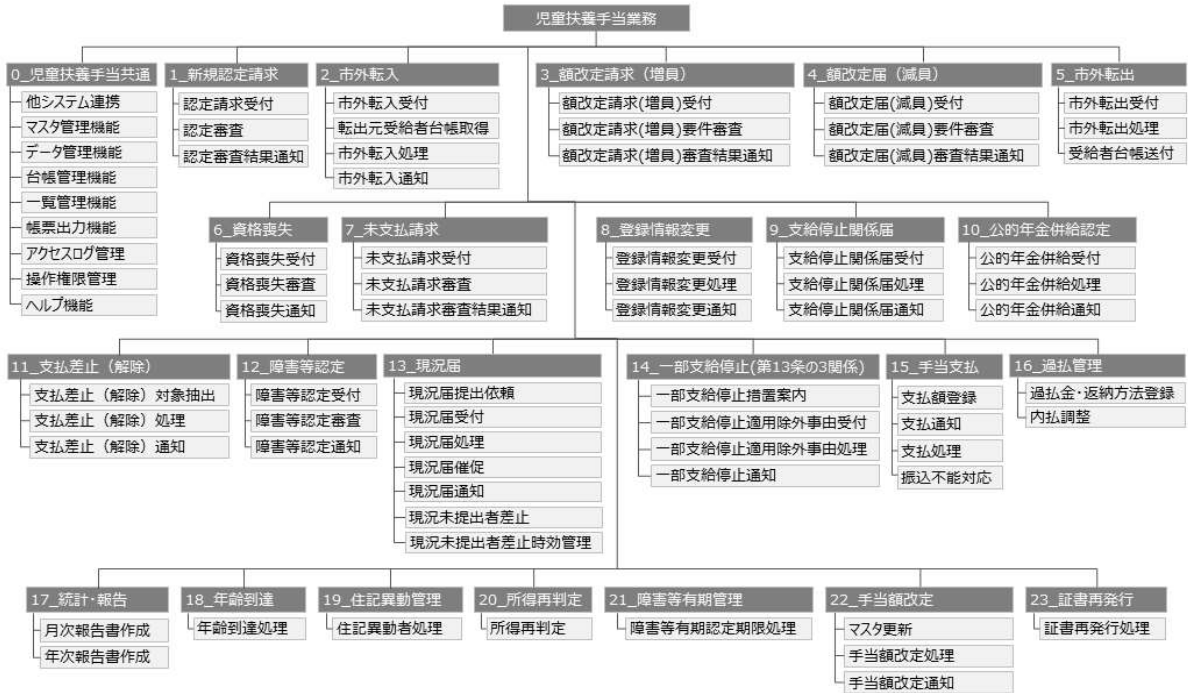 児童扶養手当業務
0_児童扶養手当共通
他システム連携
マスタ管理機能
データ管理機能
台帳管理機能
一覧管理機能
帳票出力機能
アクセスログ管理
操作権限管理
ヘルプ機能
1_新規認定請求
認定請求受付
認定審査
認定審査結果通知
2_市外転入
市外転入受付
転出元受給者台帳取得
市外転入処理
市外転入通知
3_額改定請求（増員）
額改定請求(増員)受付
額改定請求(増員)要件審査
額改定請求(増員)審査結果通知
4_額改定届（減員）
額改定届(減員)受付
額改定届(減員)要件審査
額改定届(減員)審査結果通知
5_市外転出
市外転出受付
市外転出処理
受給者台帳送付
6_資格喪失
資格喪失受付
資格喪失審査
資格喪失通知
7_未支払請求
未支払請求受付
未支払請求審査
未支払請求審査結果通知
8_登録情報変更
登録情報変更受付
登録情報変更処理
登録情報変更通知
9_支給停止関係届
支給停止関係届受付
支給停止関係届処理
支給停止関係届通知
10_公的年金併給認定
公的年金併給受付
公的年金併給処理
公的年金併給通知
11_支払差止（解除）
支払差止（解除）対象抽出
支払差止（解除）処理
支払差止（解除）通知
12_障害等認定
障害等認定受付
障害等認定審査
障害等認定通知
13_現況届
現況届提出依頼
現況届受付
現況届処理
現況届催促
現況届通知
現況未提出者差止
現況未提出者差止時効管理
14_一部支給停止(第13条の3関係)
一部支給停止措置案内
一部支給停止適用除外事由受付
一部支給停止適用除外事由処理
一部支給停止通知
15_手当支払
支払額登録
支払通知
支払処理
振込不能対応
16_過払管理
過払金・返納方法登録
内払調整
17_統計・報告
月次報告書作成
年次報告書作成
18_年齢到達
年齢到達処理
19_住記異動管理
住記異動者処理
20_所得再判定
所得再判定
21_障害等有期管理
障害等有期認定期限処理
22_手当額改定
マスタ更新
手当額改定処理
手当額改定通知
23_証書再発行
証書再発行処理